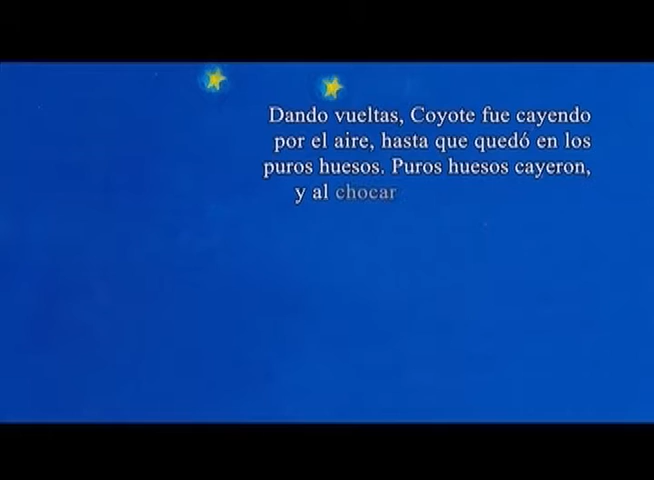 Dando vueltas, Coyote fue cayendo
por el aire, hasta que quedó en los
puros huesos. Puros huesos cayeron,
y al chocar